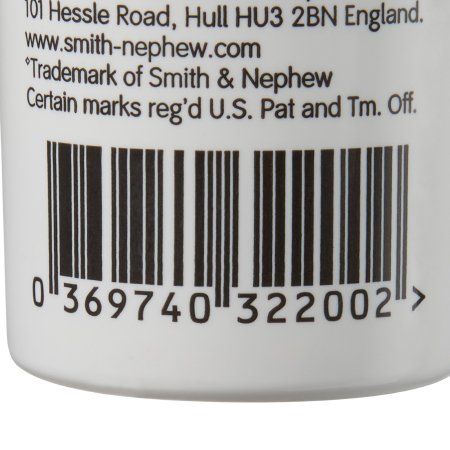 101 Hessle Road, Hull HU3 2BN England.
www.smith-nephew.com
◊Trademark of Smith & Nephew
Certain marks reg'd U.S. Pat and Tm. Off.
0 369740 322002 >